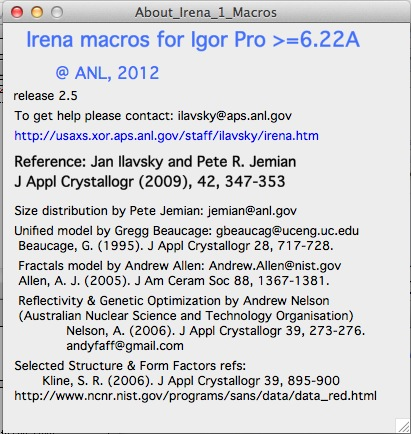 About_Irena_1_Macros
Irena macros for Igor Pro >=6.22A
@ ANL, 2012
release 2.5
To get help please contact: ilavsky@aps.anl.gov
http://usaxs.xor.aps.anl.gov/staff/ilavsky/irena.htm
Reference: Jan Ilavsky and Pete R. Jemian
J Appl Crystallogr (2009), 42, 347-353
Size distribution by Pete Jemian: jemian@anl.gov
Unified model by Gregg Beaucage: gbeaucag@uceng.uc.edu
Beaucage, G. (1995). J Appl Crystallogr 28, 717-728.
Fractals model by Andrew Allen: Andrew.Allen@nist.gov
Allen, A. J. (2005). J Am Ceram Soc 88, 1367-1381.
Reflectivity & Genetic Optimization by Andrew Nelson
(Australian Nuclear Science and Technology Organisation)
Nelson, A. (2006). J Appl Crystallogr 39, 273-276.
andyfaff@gmail.com
Selected Structure & Form Factors refs:
Kline, S. R. (2006). J Appl Crystallogr 39, 895-900
http://www.ncnr.nist.gov/programs/sans/data/data_red.html